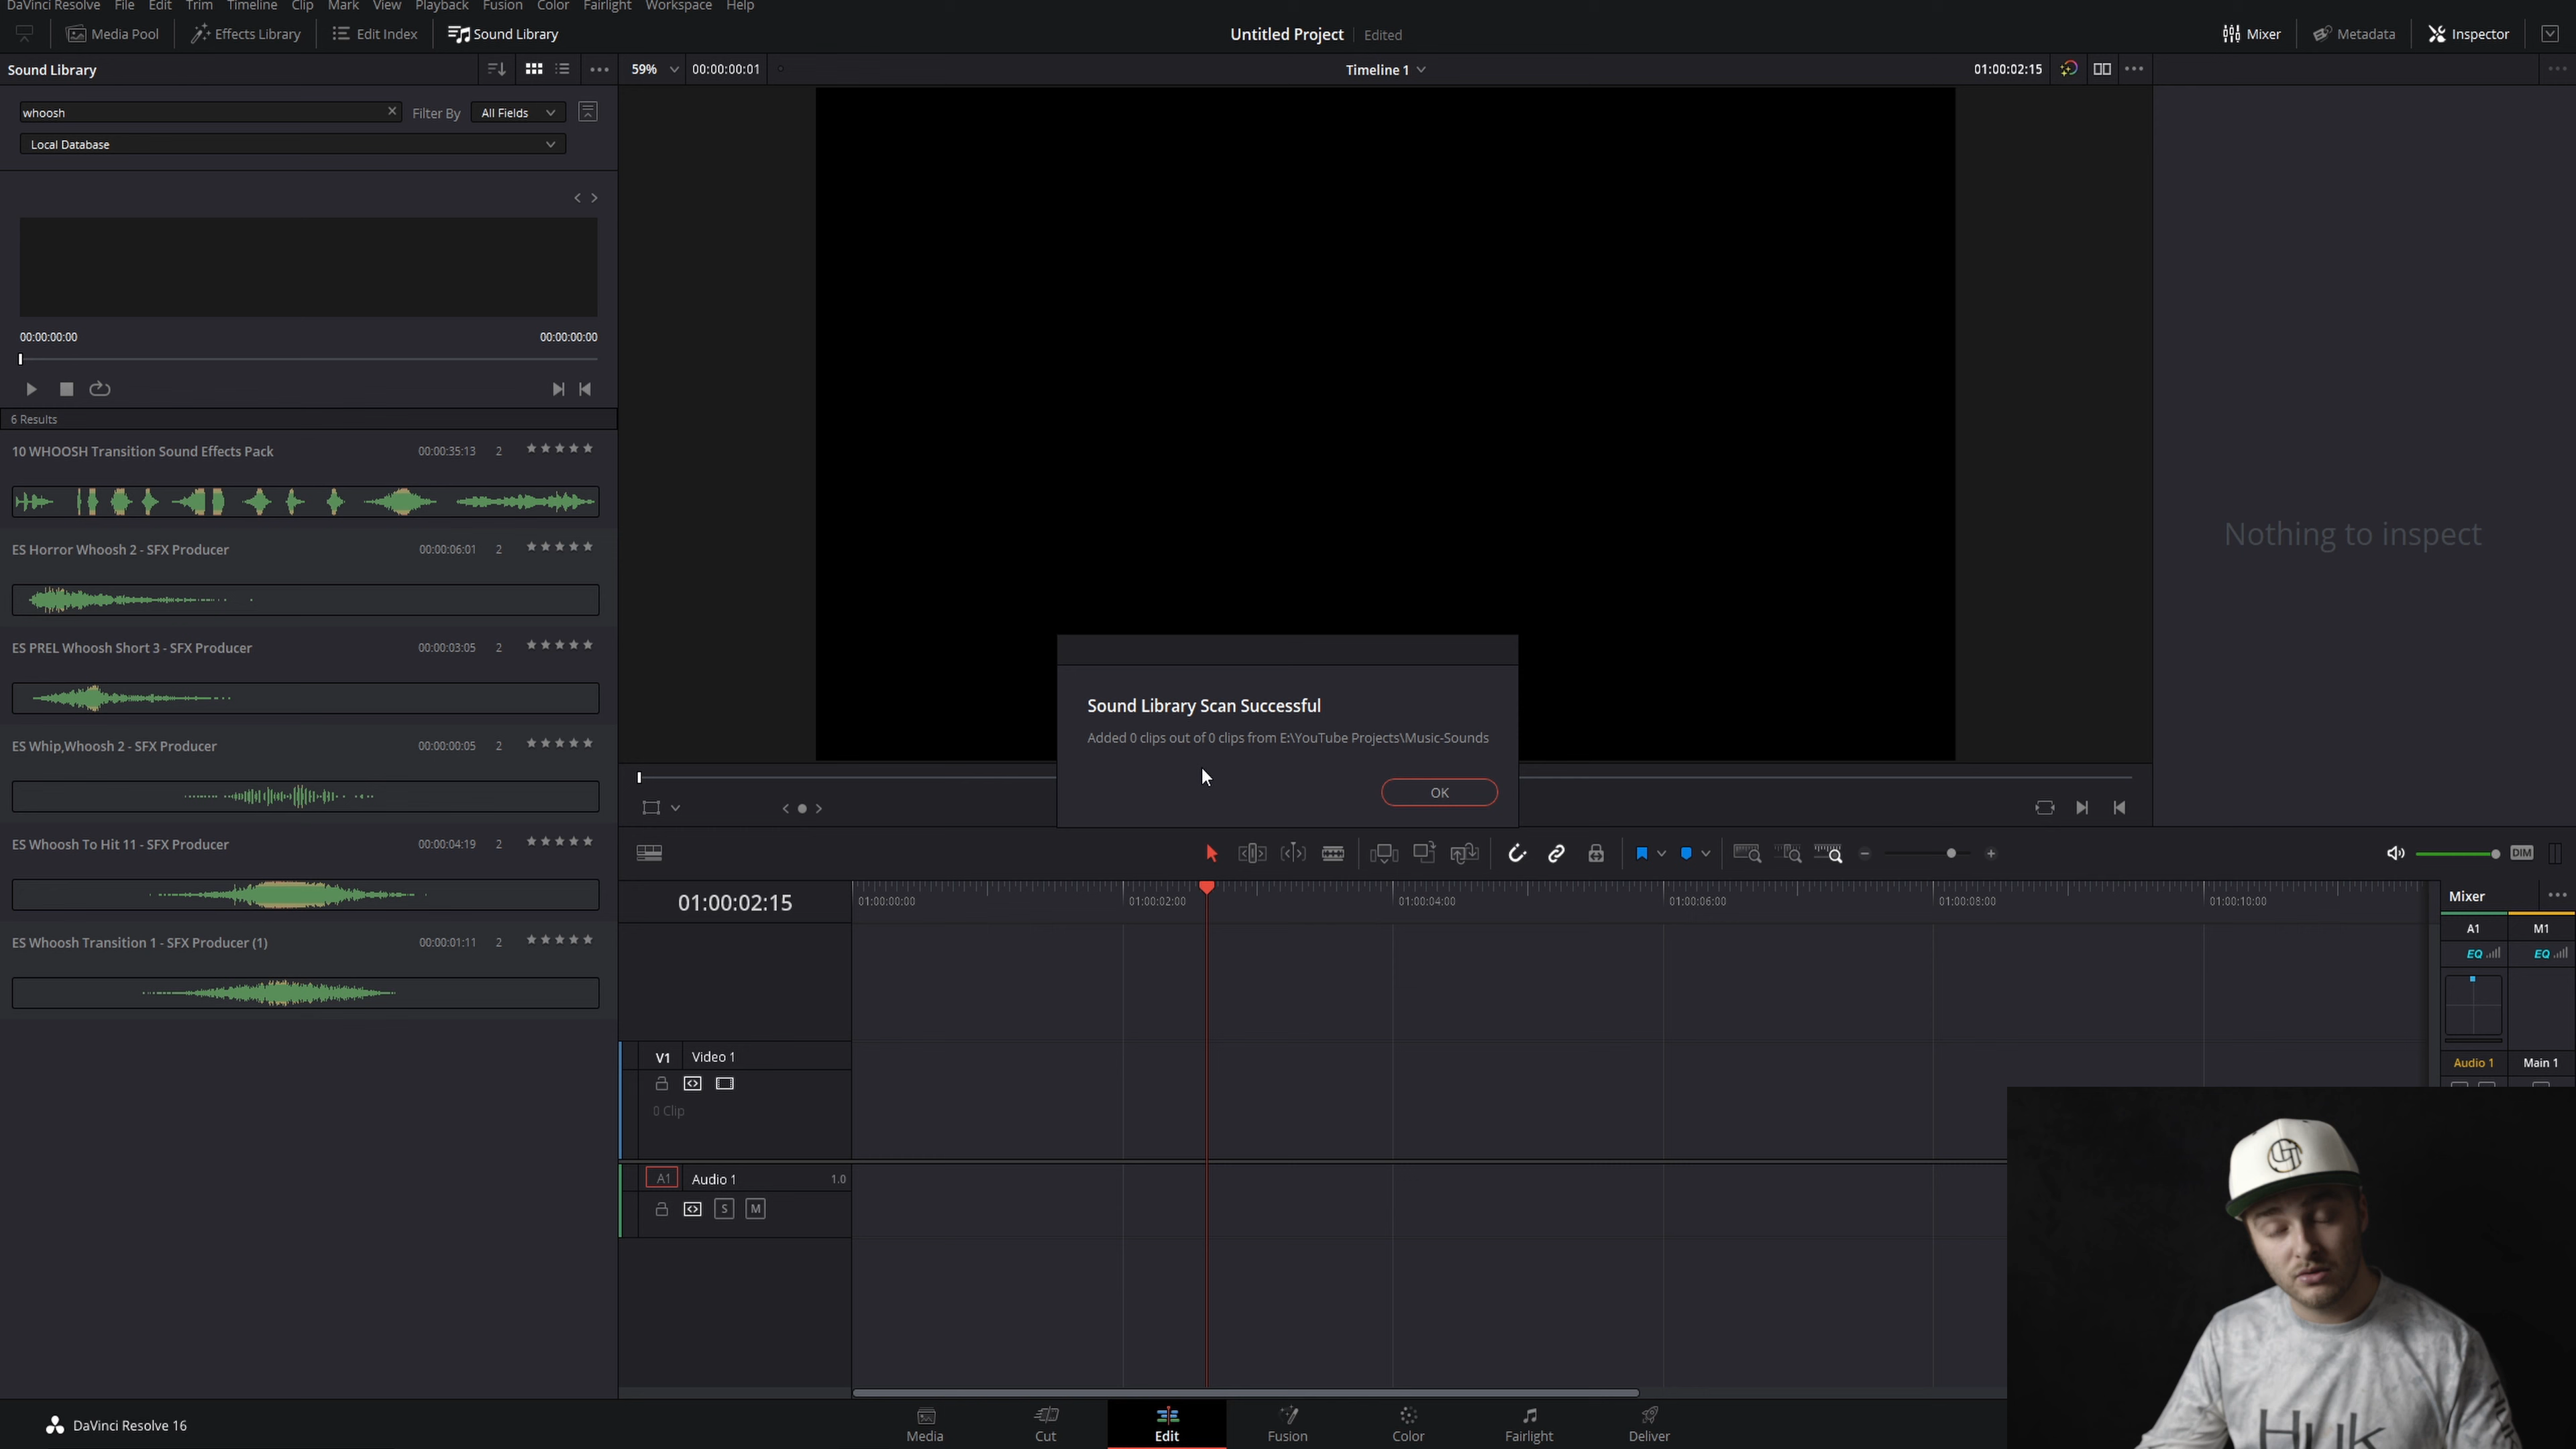 DaVinci Resolve File Edit Trim Timeline Clip Mark View Playback Fusion Color Fairlight Workspace Help
Media Pool Effects Library Edit Index Sound Library Untitled Project Edited Mixer Metadata Inspector
Sound Library 59% 00:00:00:01 Timeline 1 01:00:02:15
whoosh Filter By All Fields
Local Database
00:00:00:00 00:00:00:00
6 Results
10 WHOOSH Transition Sound Effects Pack 00:00:35:13 2
ES Horror Whoosh 2 - SFX Producer 00:00:06:01 2
ES PREL Whoosh Short 3 - SFX Producer 00:00:03:05 2
ES Whip,Whoosh 2 - SFX Producer 00:00:00:05 2
ES Whoosh To Hit 11 - SFX Producer 00:00:04:19 2
ES Whoosh Transition 1 - SFX Producer (1) 00:00:01:11 2
Nothing to inspect
Sound Library Scan Successful
Added 0 clips out of 0 clips from E:\YouTube Projects\Music-Sounds
OK
DIM
01:00:02:15 01:00:00:00 01:00:02:00 01:00:04:00 01:00:06:00 01:00:08:00 01:00:10:00
Mixer
A1 M1
EQ EQ
Audio 1 Main 1
V1 Video 1
0 Clip
A1 Audio 1 1.0
S M
Huk
DaVinci Resolve 16
Media Cut Edit Fusion Color Fairlight Deliver